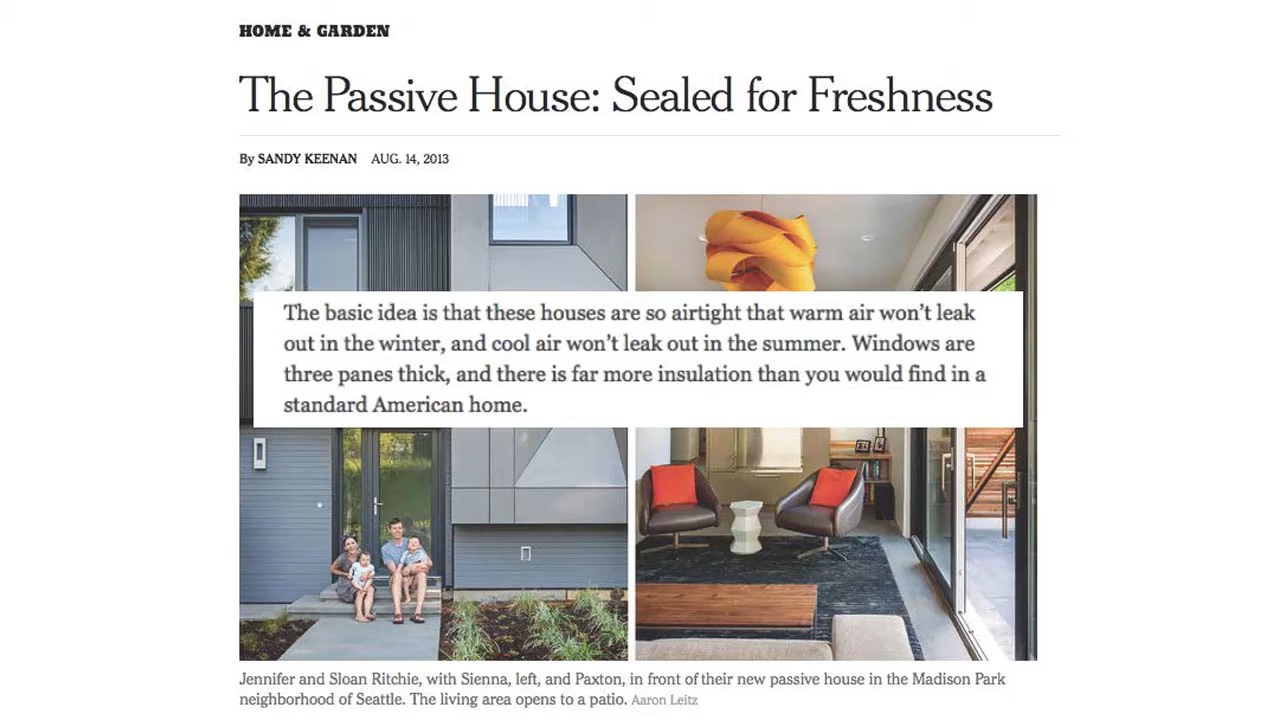 HOME & GARDEN
The Passive House: Sealed for Freshness
By SANDY KEENAN AUG. 14, 2013
The basic idea is that these houses are so airtight that warm air won’t leak
out in the winter, and cool air won’t leak out in the summer. Windows are
three panes thick, and there is far more insulation than you would find in a
standard American home.
Jennifer and Sloan Ritchie, with Sienna, left, and Paxton, in front of their new passive house in the Madison Park
neighborhood of Seattle. The living area opens to a patio. Aaron Leitz